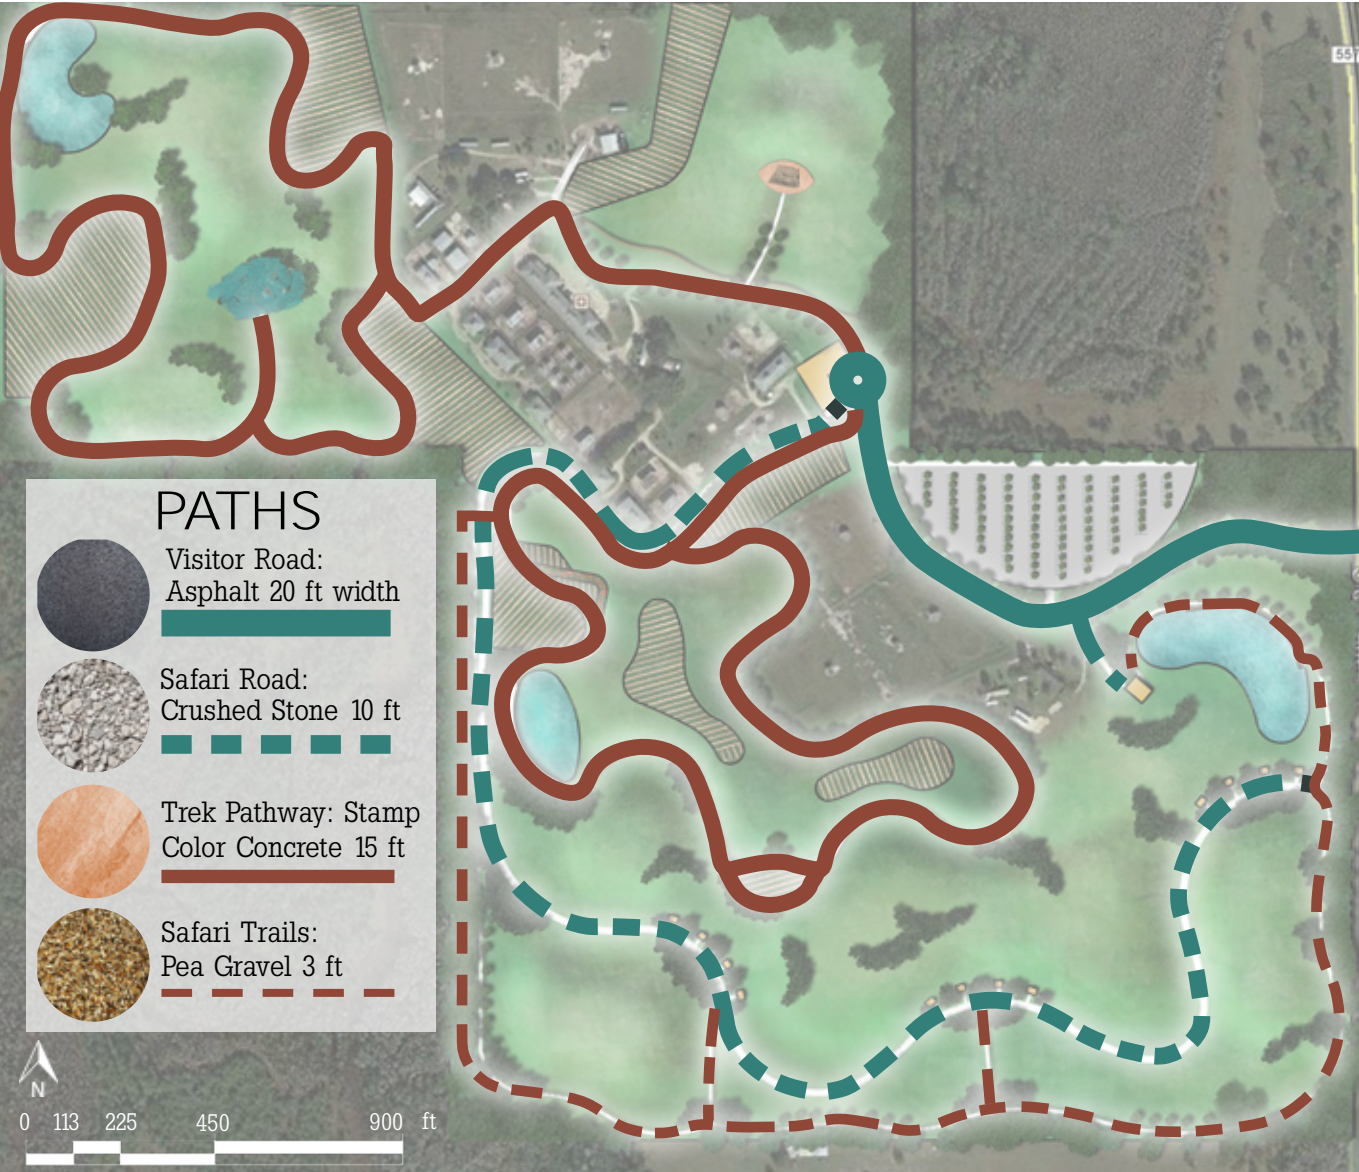 557
PATHS
Visitor Road:
Asphalt 20 ft width
Safari Road:
Crushed Stone 10 ft
Trek Pathway: Stamp
Color Concrete 15 ft
Safari Trails:
Pea Gravel 3 ft
N
0 113 225 450 900 ft